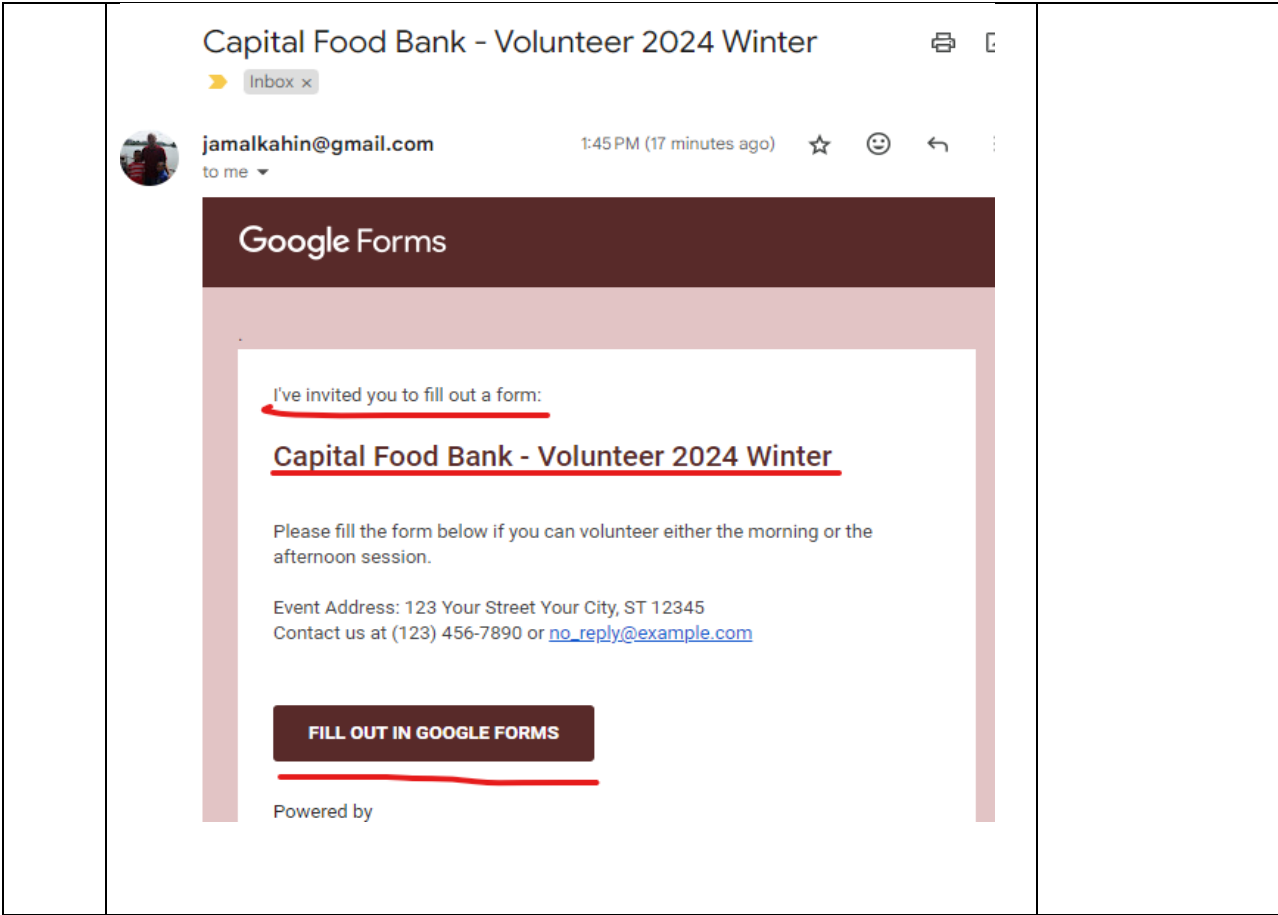 Capital Food Bank - Volunteer 2024 Winter
Inbox ×
jamalkahin@gmail.com 1:45 PM (17 minutes ago)
to me
Google Forms
.
I've invited you to fill out a form:
Capital Food Bank - Volunteer 2024 Winter
Please fill the form below if you can volunteer either the morning or the
afternoon session.
Event Address: 123 Your Street Your City, ST 12345
Contact us at (123) 456-7890 or no_reply@example.com
FILL OUT IN GOOGLE FORMS
Powered by